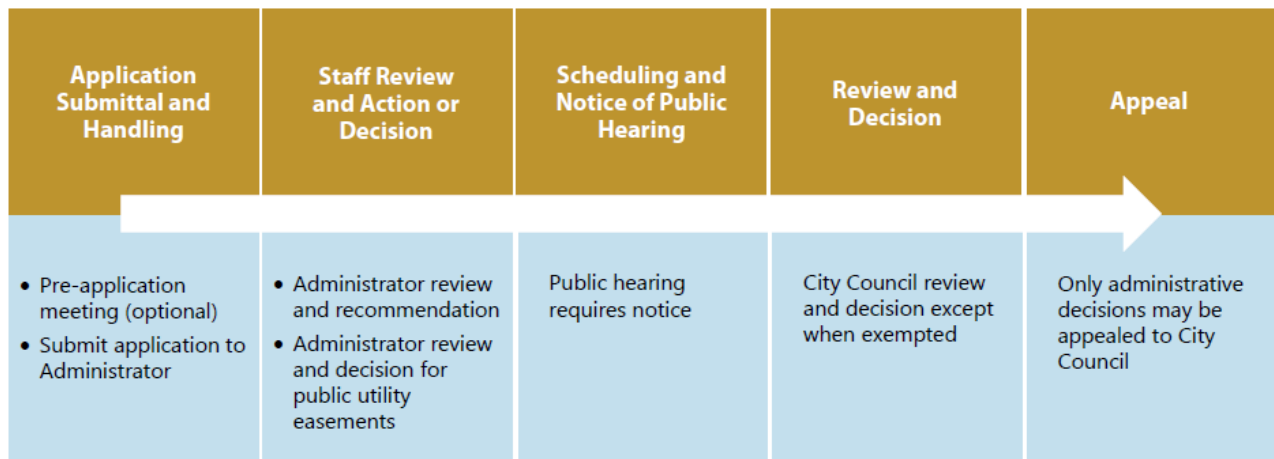 Application
Submittal and
Handling
Staff Review
and Action or
Decision
Scheduling and
Notice of Public
Hearing
Review and
Decision
Appeal
• Pre-application
meeting (optional)
• Submit application to
Administrator
• Administrator review
and recommendation
• Administrator review
and decision for
public utility
easements
Public hearing
requires notice
City Council review
and decision except
when exempted
Only administrative
decisions may be
appealed to City
Council